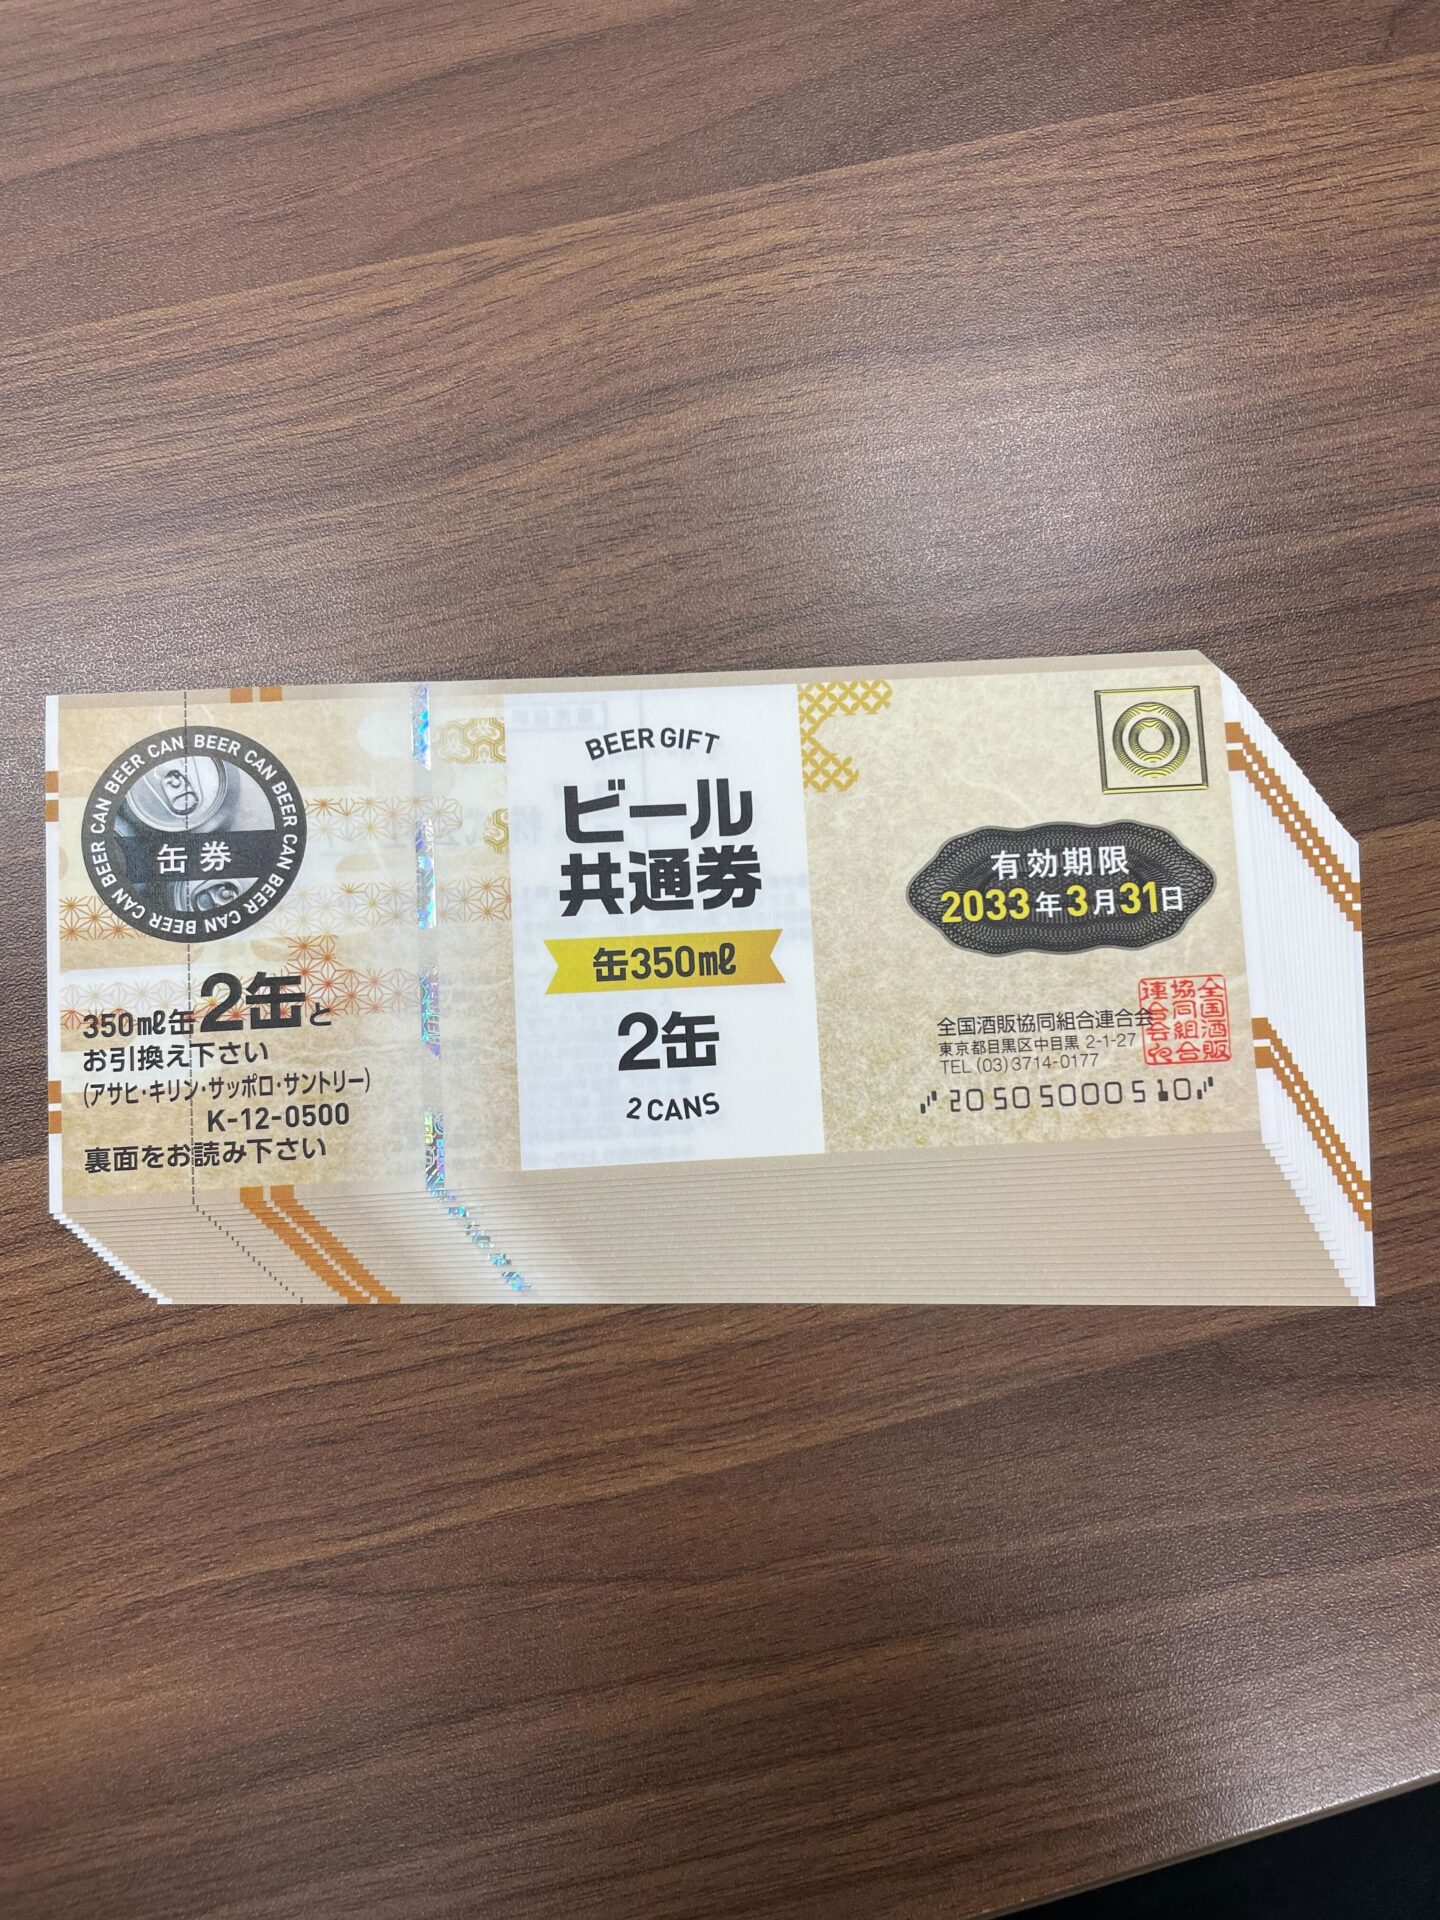 BEER CAN BEER CAN BEER CAN BEER CAN BEER CAN BEER CAN
缶券
350mℓ缶2缶と
お引換え下さい
(アサヒ・キリン・サッポロ・サントリー)
K-12-0500
裏面をお読み下さい
BEER GIFT
ビール
共通券
缶350mℓ
2缶
2 CANS
有効期限
2033年3月31日
全国酒販協同組合連合会
東京都目黒区中目黒 2-1-27
TEL (03)3714-0177
全国酒販
協同組合
連合会
20505000510